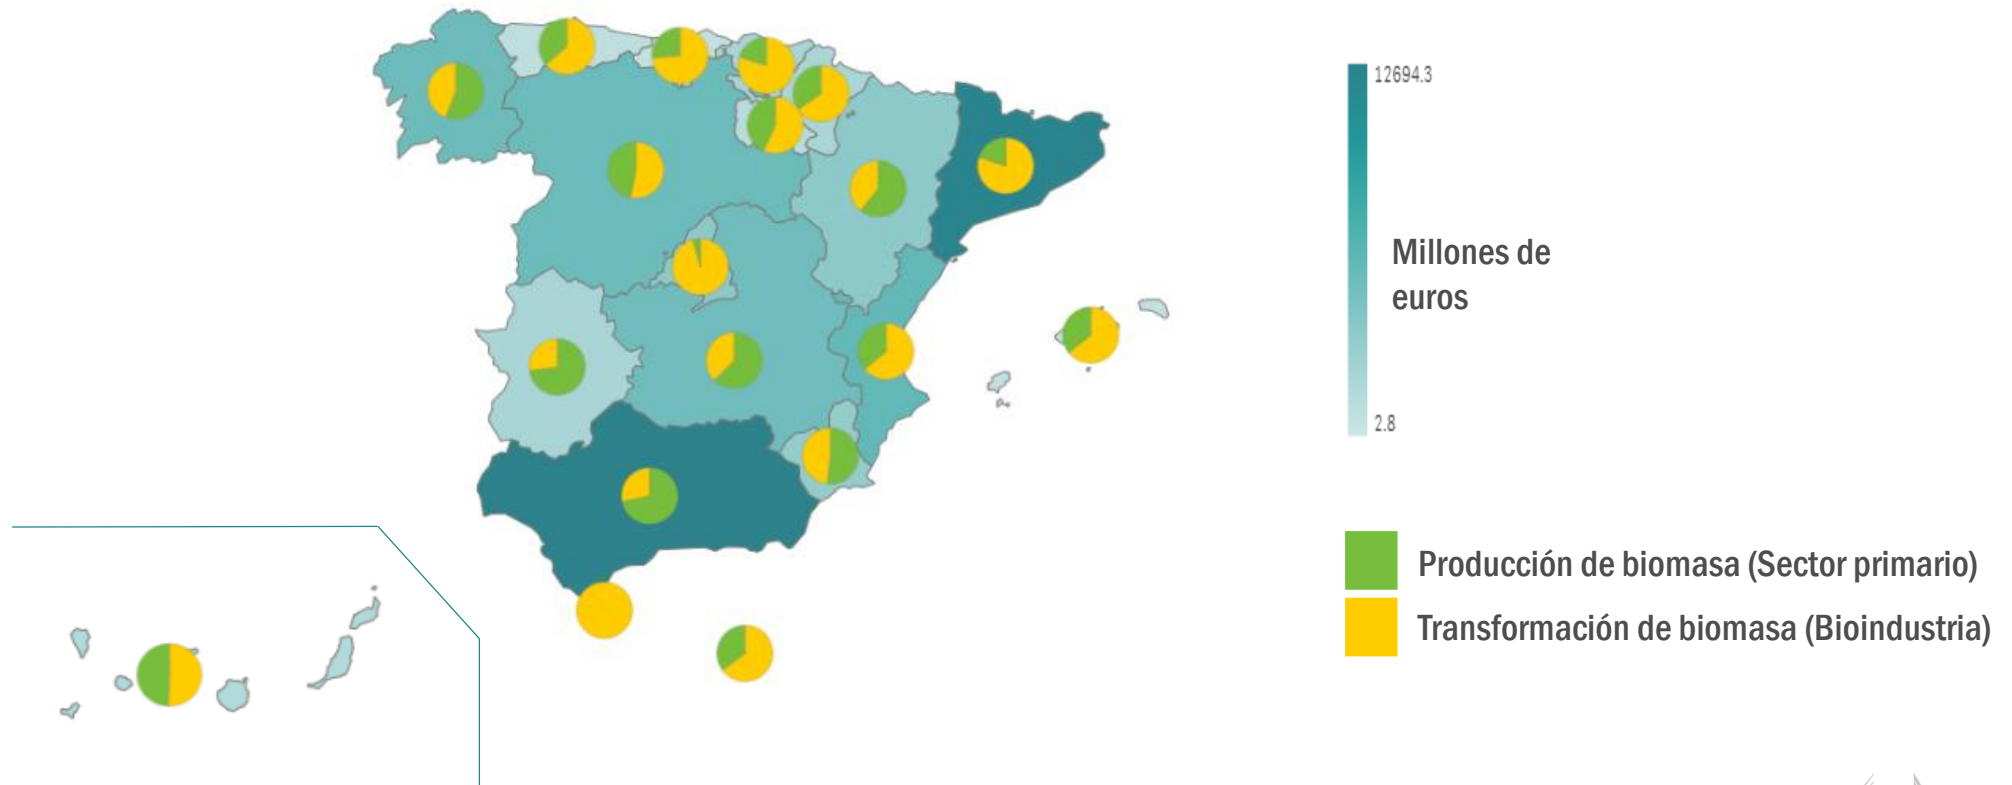 12694.3
Millones de
euros
2.8
Producción de biomasa (Sector primario)
Transformación de biomasa (Bioindustria)